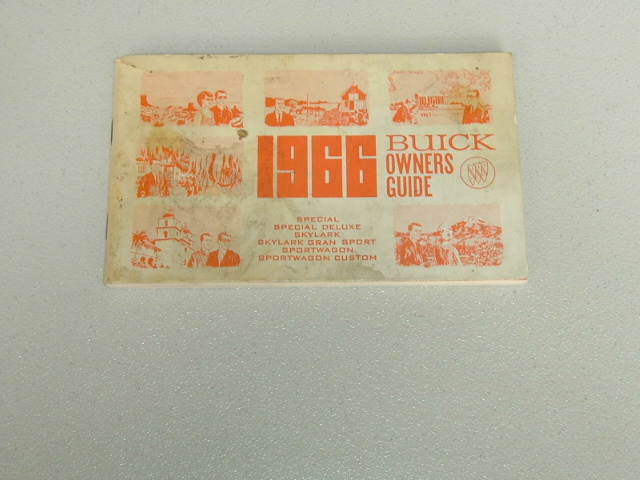 1966
BUICK
OWNERS
GUIDE
SPECIAL
SPECIAL DELUXE
SKYLARK
SKYLARK GRAN SPORT
SPORTWAGON
SPORTWAGON CUSTOM